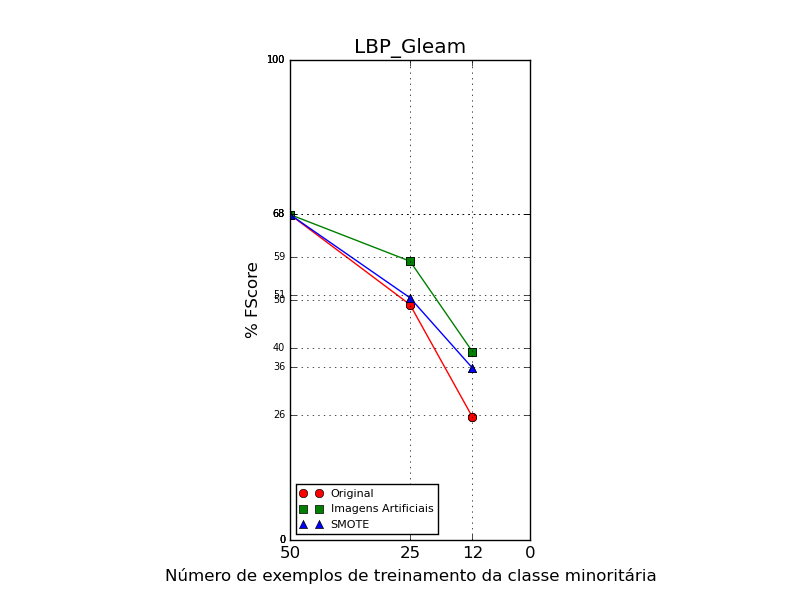 LBP_Gleam
100
68
59
51
50
40
36
26
0
% FScore
Original
Imagens Artificiais
SMOTE
50 25 12 0
Número de exemplos de treinamento da classe minoritária